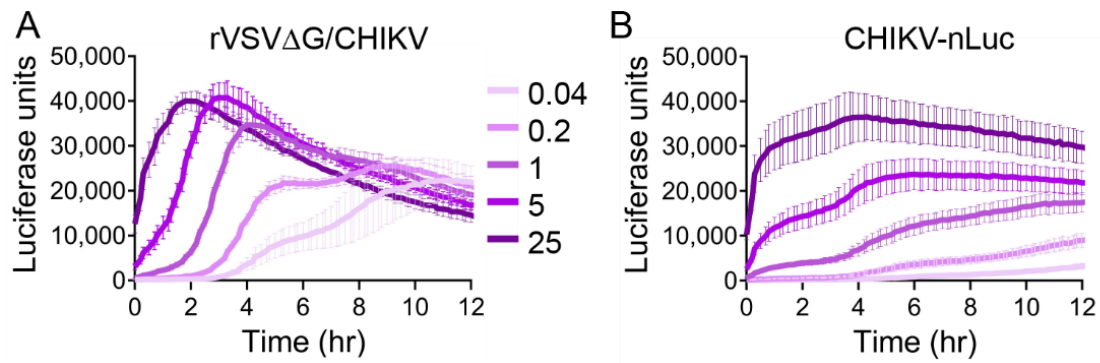 A
rVSVΔG/CHIKV
Luciferase units
50,000
40,000
30,000
20,000
10,000
0
0 2 4 6 8 10 12
Time (hr)
0.04
0.2
1
5
25
B
CHIKV-nLuc
Luciferase units
50,000
40,000
30,000
20,000
10,000
0
0 2 4 6 8 10 12
Time (hr)